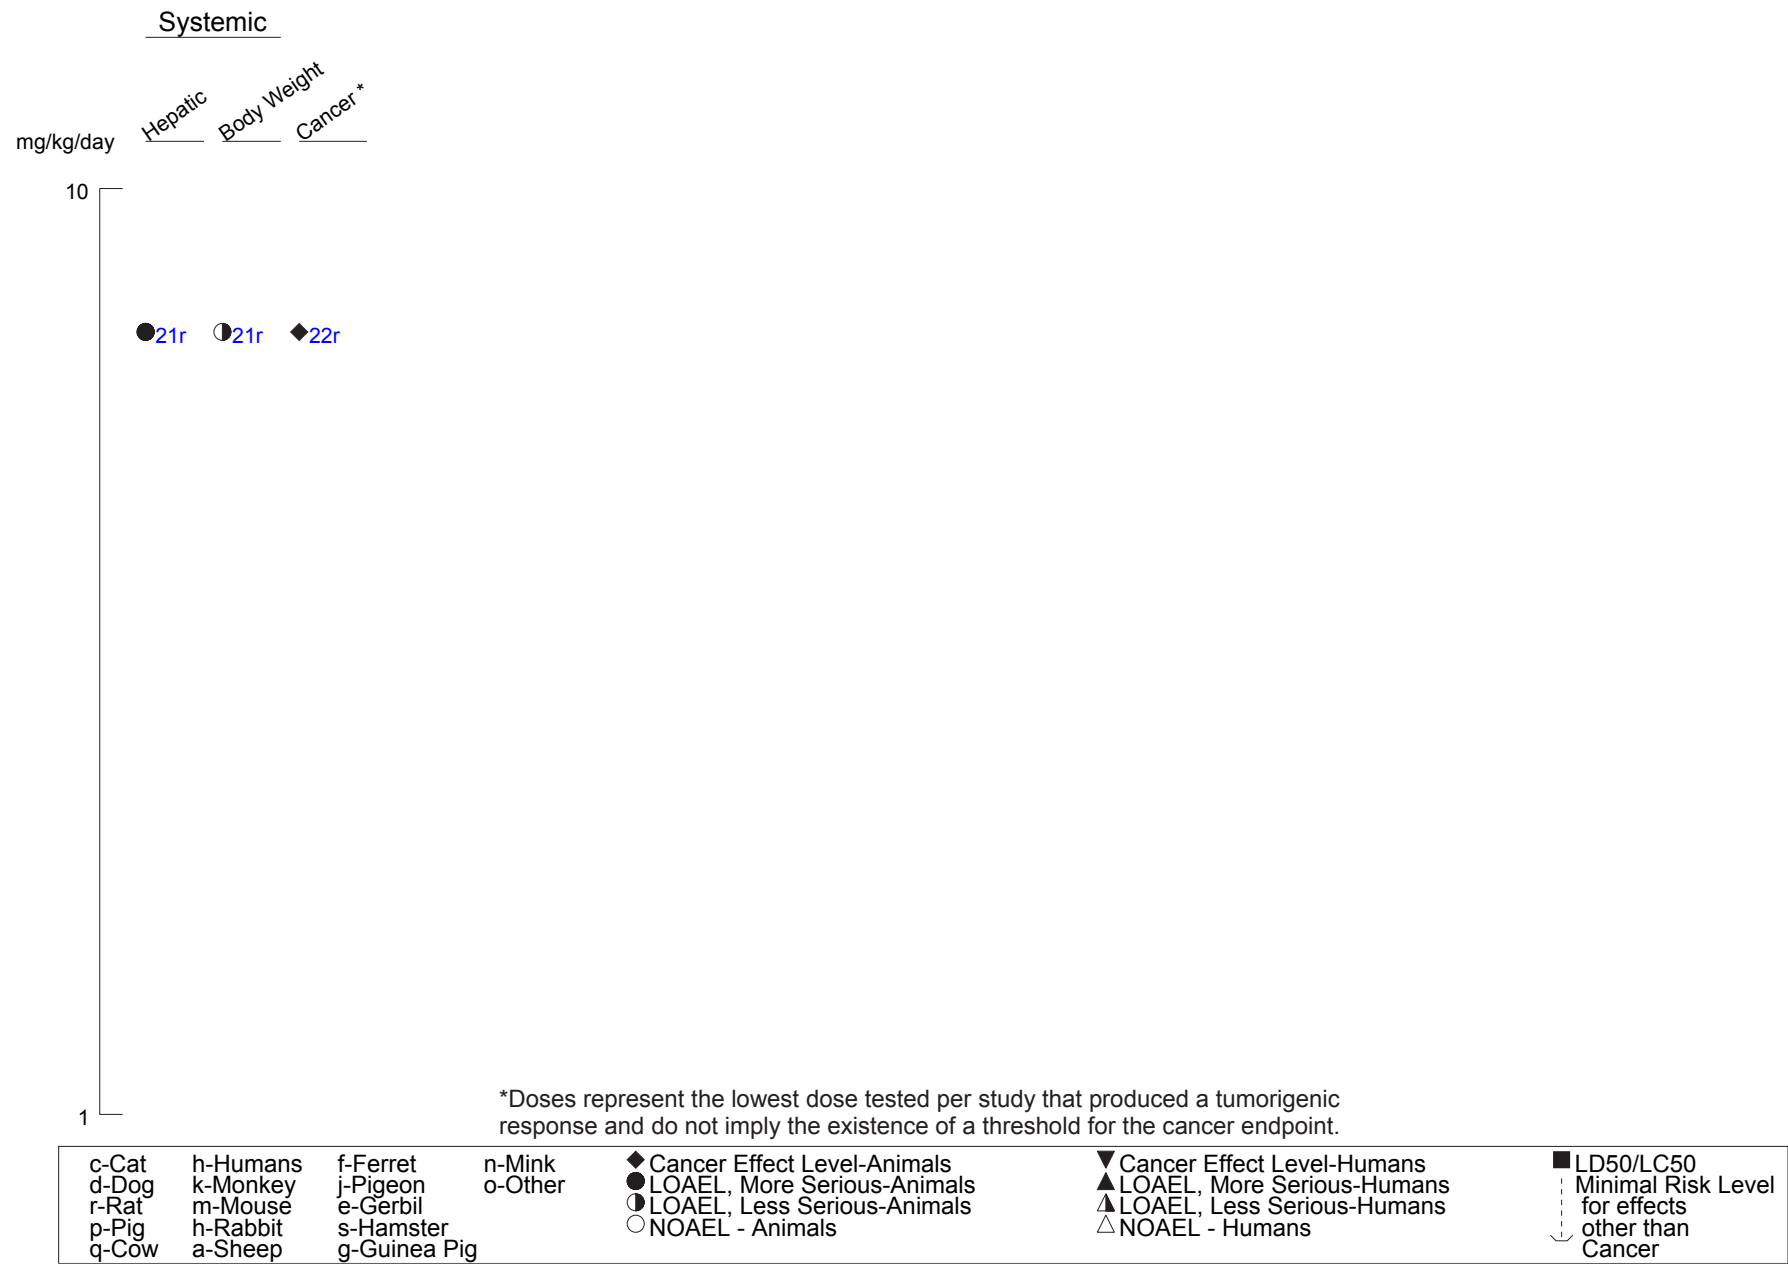 Systemic
Hepatic
Body Weight
Cancer*
mg/kg/day
10
21r
21r
22r
1
*Doses represent the lowest dose tested per study that produced a tumorigenic
response and do not imply the existence of a threshold for the cancer endpoint.
c-Cat
d-Dog
r-Rat
p-Pig
q-Cow
h-Humans
k-Monkey
m-Mouse
h-Rabbit
a-Sheep
f-Ferret
j-Pigeon
e-Gerbil
s-Hamster
g-Guinea Pig
n-Mink
o-Other
Cancer Effect Level-Animals
LOAEL, More Serious-Animals
LOAEL, Less Serious-Animals
NOAEL - Animals
Cancer Effect Level-Humans
LOAEL, More Serious-Humans
LOAEL, Less Serious-Humans
NOAEL - Humans
LD50/LC50
Minimal Risk Level
for effects
other than
Cancer